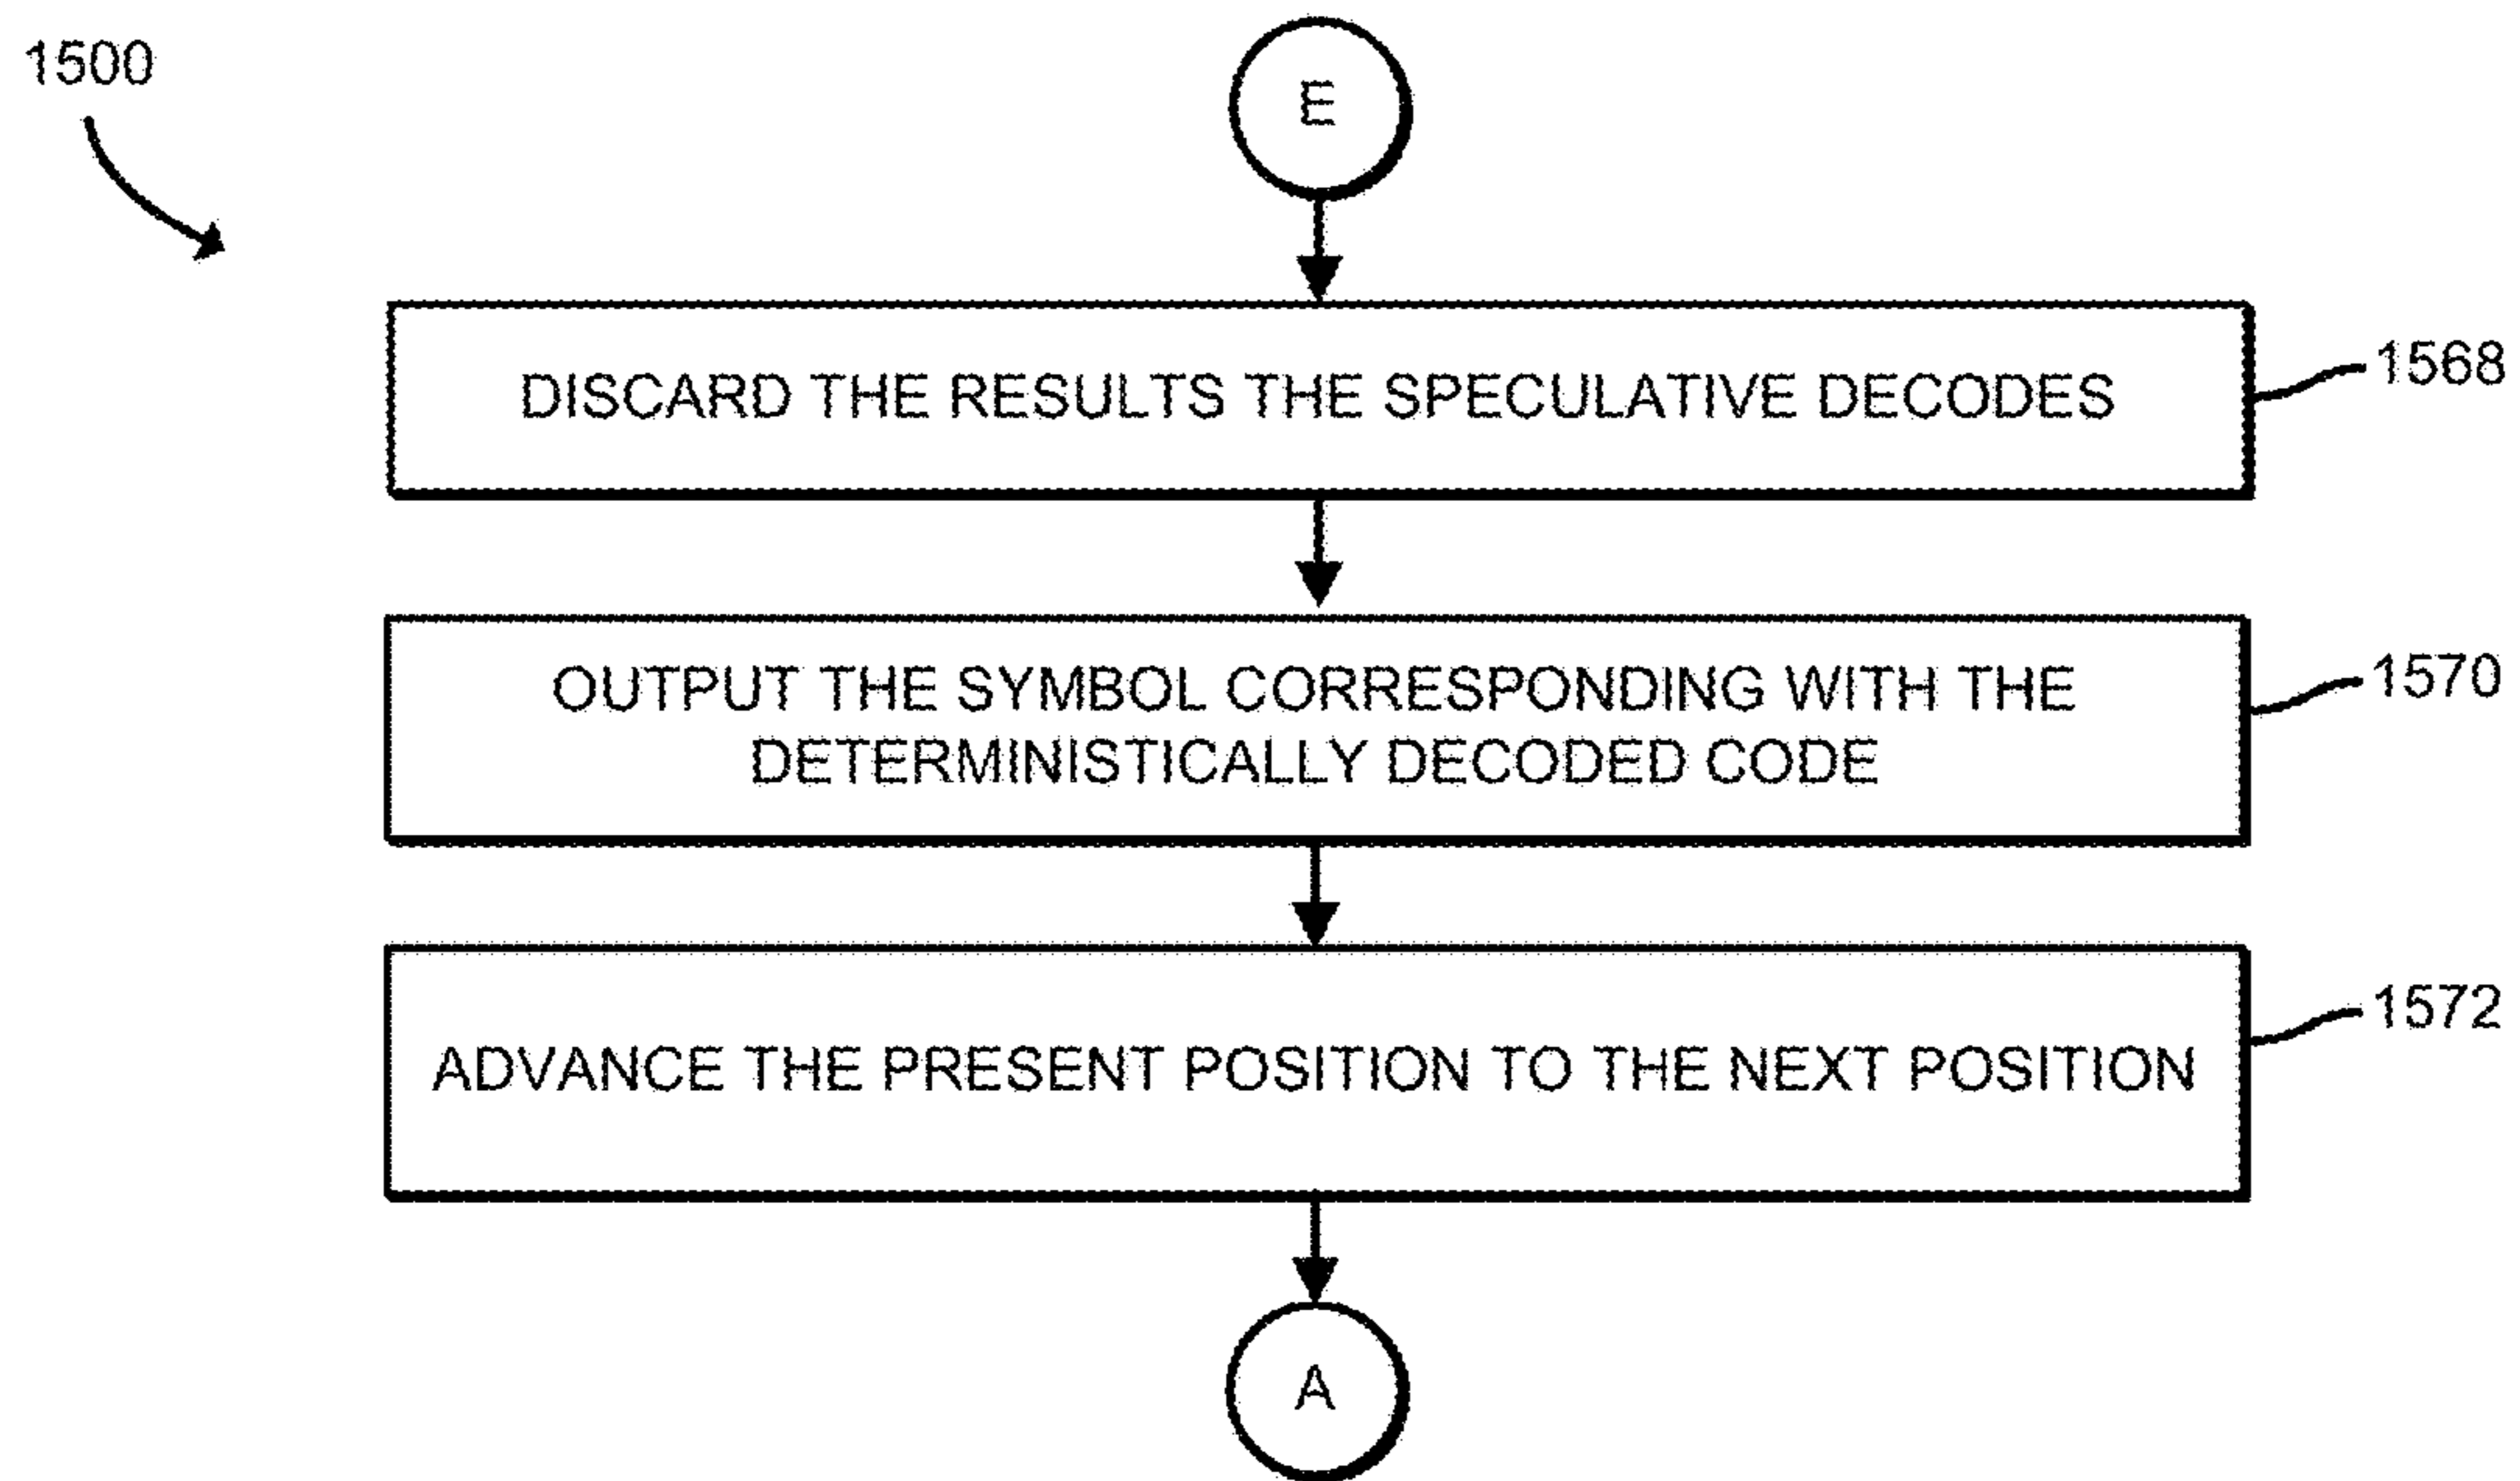 1500
E
DISCARD THE RESULTS THE SPECULATIVE DECODES
1568
OUTPUT THE SYMBOL CORRESPONDING WITH THE
DETERMINISTICALLY DECODED CODE
1570
ADVANCE THE PRESENT POSITION TO THE NEXT POSITION
1572
A